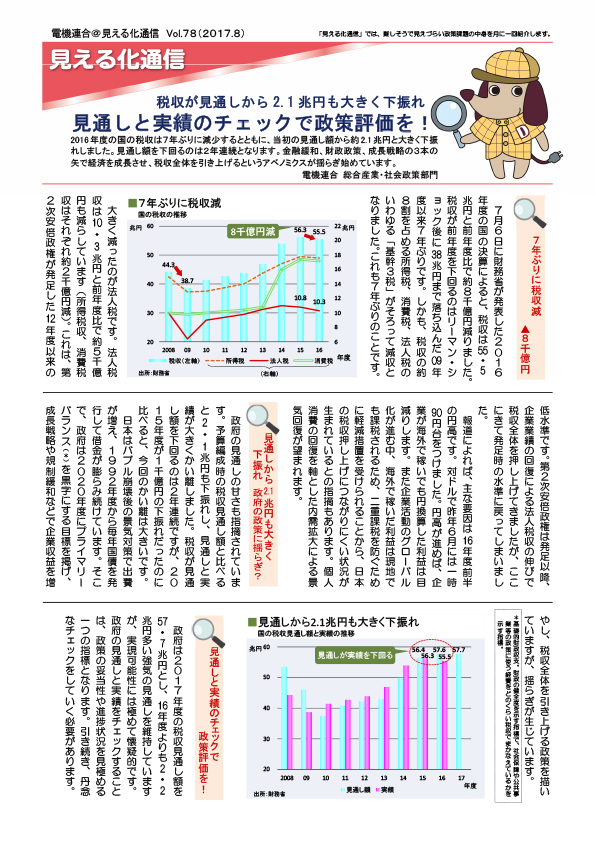 電機連合＠見える化通信 Vol.78（2017.8）
「見える化通信」では、難しそうで見えづらい政策課題の中身を月に一回紹介します。
見える化通信
税収が見通しから2.1兆円も大きく下振れ
見通しと実績のチェックで政策評価を！
2016年度の国の税収は7年ぶりに減少するとともに、当初の見通し額から約2.1兆円と大きく下振
れしました。見通し額を下回るのは2年連続となります。金融緩和、財政政策、成長戦略の3本の
矢で経済を成長させ、税収全体を引き上げるというアベノミクスが揺らぎ始めています。
電機連合 総合産業・社会政策部門
7年ぶりに税収減
▲8千億円
7月6日に財務省が発表した2016
年度の国の決算によると、税収は55・5
兆円と前年度比で約8千億円減りました。
税収が前年度を下回るのはリーマン・シ
ョック後に38兆円まで落ち込んだ09年
度以来7年ぶりです。しかも、税収の約
8割を占める所得税、消費税、法人税の
いわゆる「基幹3税」がそろって減収と
なりました。これも7年ぶりのことです。
■7年ぶりに税収減
国の税収の推移
兆円
兆円
60
50
40
30
20
22
20
18
16
14
12
10
8
6
8千億円減
44.3
38.7
56.3
55.5
10.8
10.3
2008 09 10 11 12 13 14 15 16 年度
税収（左軸） 所得税 法人税 消費税
（右軸）
出所：財務省
大きく減ったのが法人税です。法人税
収は10・3兆円と前年度比で約5千億
円も減らしています（所得税収、消費税
収はそれぞれ約2千億円減）。これは、第
2次安倍政権が発足した12年度以来の
低水準です。第2次安倍政権は発足以降、
企業業績の回復による法人税収の伸びで
税収全体を押し上げてきましたが、ここ
にきて発足時の水準に戻ってしまいまし
た。
報道によれば、主な要因は16年度前半
の円高です。対ドルで昨年6月には一時
90円台をつけました。円高が進めば、企
業が海外で稼いでも円換算した利益は目
減りします。また企業活動のグローバル
化が進む中、海外で稼いだ利益は現地で
も課税されるため、二重課税を防ぐため
に軽減措置を受けられることから、日本
の税収押し上げにつながりにくい状況が
生まれているとの指摘もあります。個人
消費の回復を軸とした内需拡大による景
気回復が望まれます。
見通しから2.1兆円も大きく
下振れ 政府の政策に揺らぎ？
政府の見通しの甘さも指摘されていま
す。予算編成時の税収見通し額と比べる
と2・1兆円も下振れし、見通しと実
績が大きくかい離しました。税収が見通
し額を下回るのは2年連続ですが、20
15年度が1千億円の下振れだったのに
比べると、今回のかい離は大きいです。
日本はバブル崩壊後の景気対策で出費
が増え、1992年度から毎年国債を発
行して借金が膨らみ続けています。そこ
で、政府は2020年度にプライマリー
バランス（*）を黒字にする目標を掲げ、
成長戦略や規制緩和などで企業収益を増
やし、税収全体を引き上げる政策を描い
ていますが、揺らぎが生じています。
＊基礎的財政収支。財政の健全度を示す指標で、社会保障や公共事
業等の政策に使う経費をどのくらい税収でまかなえているかを
示す指標。
■見通しから2.1兆円も大きく下振れ
国の税収見通し額と実績の推移
兆円
60
50
40
30
20
見通しが実績を下回る
56.4
56.3
57.6
55.5
57.7
2008 09 10 11 12 13 14 15 16 17
年度
見通し額 実績
出所：財務省
見通しと実績のチェックで
政策評価を！
政府は2017年度の税収見通し額を
57・7兆円とし、16年度よりも2・2
兆円多い強気の見通しを維持しています
が、実現可能性には極めて懐疑的です。
政府の見通しと実績をチェックすること
は、政策の妥当性や進捗状況を見極める
一つの指標となります。引き続き、丹念
なチェックをしていく必要があります。